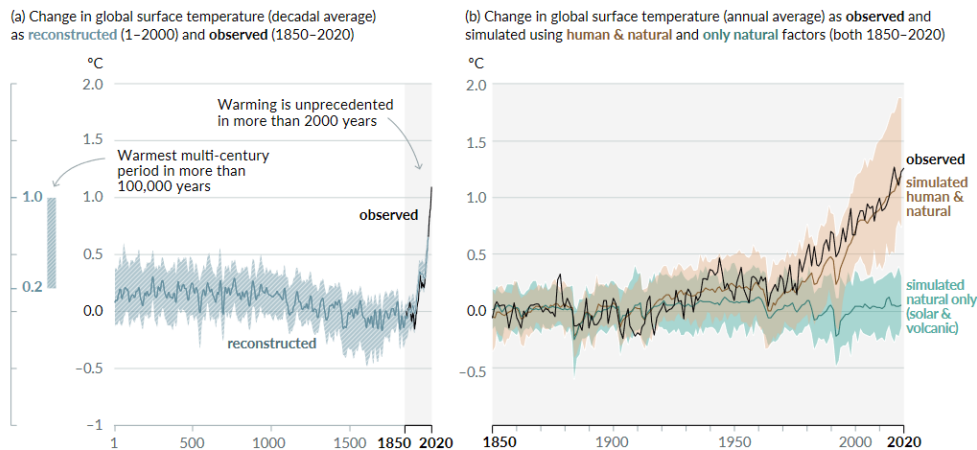 (a) Change in global surface temperature (decadal average)
as reconstructed (1–2000) and observed (1850–2020)
°C
2.0
1.5
1.0
0.5
0.0
−0.5
−1
1.0
0.2
Warming is unprecedented
in more than 2000 years
Warmest multi-century
period in more than
100,000 years
observed
reconstructed
1
500
1000
1500
1850
2020
(b) Change in global surface temperature (annual average) as observed and
simulated using human & natural and only natural factors (both 1850–2020)
°C
2.0
1.5
1.0
0.5
0.0
−0.5
observed
simulated
human &
natural
simulated
natural only
(solar &
volcanic)
1850
1900
1950
2000
2020